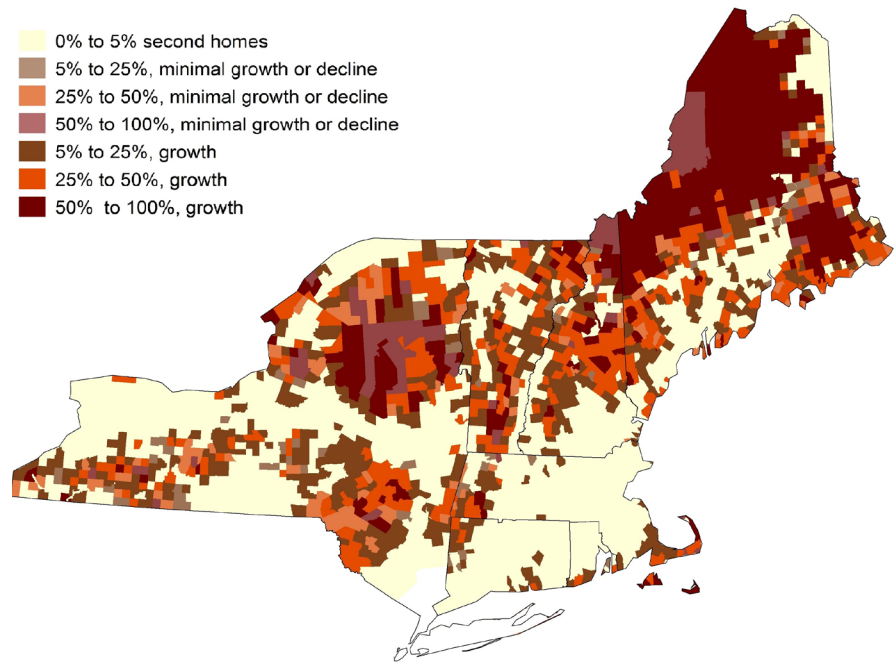 0% to 5% second homes
5% to 25%, minimal growth or decline
25% to 50%, minimal growth or decline
50% to 100%, minimal growth or decline
5% to 25%, growth
25% to 50%, growth
50%  to 100%, growth